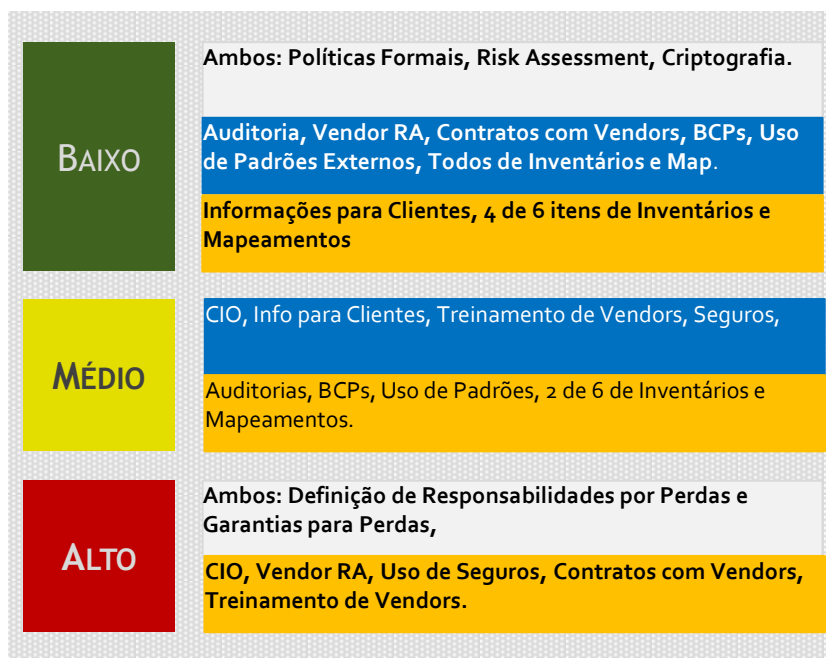 BAIXO
Ambos: Políticas Formais, Risk Assessment, Criptografia.
Auditoria, Vendor RA, Contratos com Vendors, BCPs, Uso
de Padrões Externos, Todos de Inventários e Map.
Informações para Clientes, 4 de 6 itens de Inventários e
Mapeamentos
MÉDIO
CIO, Info para Clientes, Treinamento de Vendors, Seguros,
Auditorias, BCPs, Uso de Padrões, 2 de 6 de Inventários e
Mapeamentos.
ALTO
Ambos: Definição de Responsabilidades por Perdas e
Garantias para Perdas,
CIO, Vendor RA, Uso de Seguros, Contratos com Vendors,
Treinamento de Vendors.